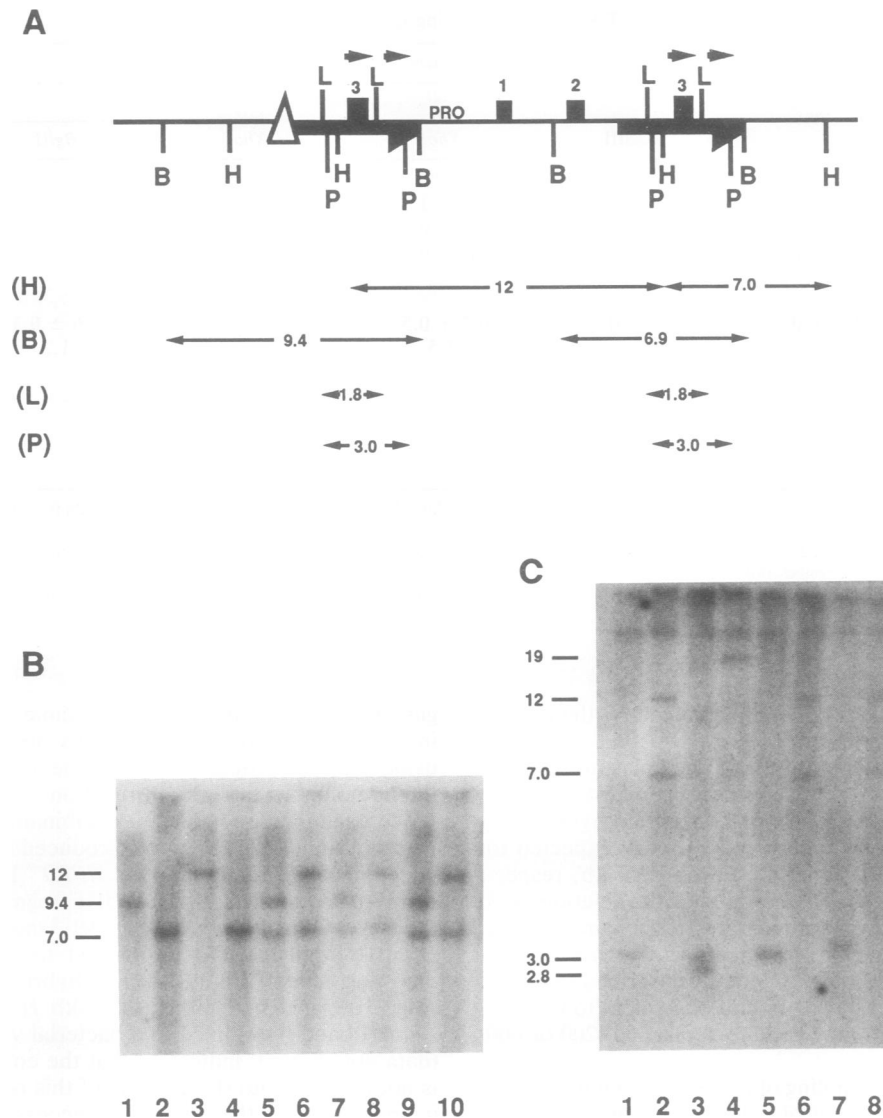 A
L 3 L PRO 1 2 L 3 L
B H P H P B B P H P B H
(H) 12 7.0
(B) 9.4 6.9
(L) 1.8 1.8
(P) 3.0 3.0
B
12
9.4
7.0
1 2 3 4 5 6 7 8 9 10
C
19
12
7.0
3.0
2.8
1 2 3 4 5 6 7 8